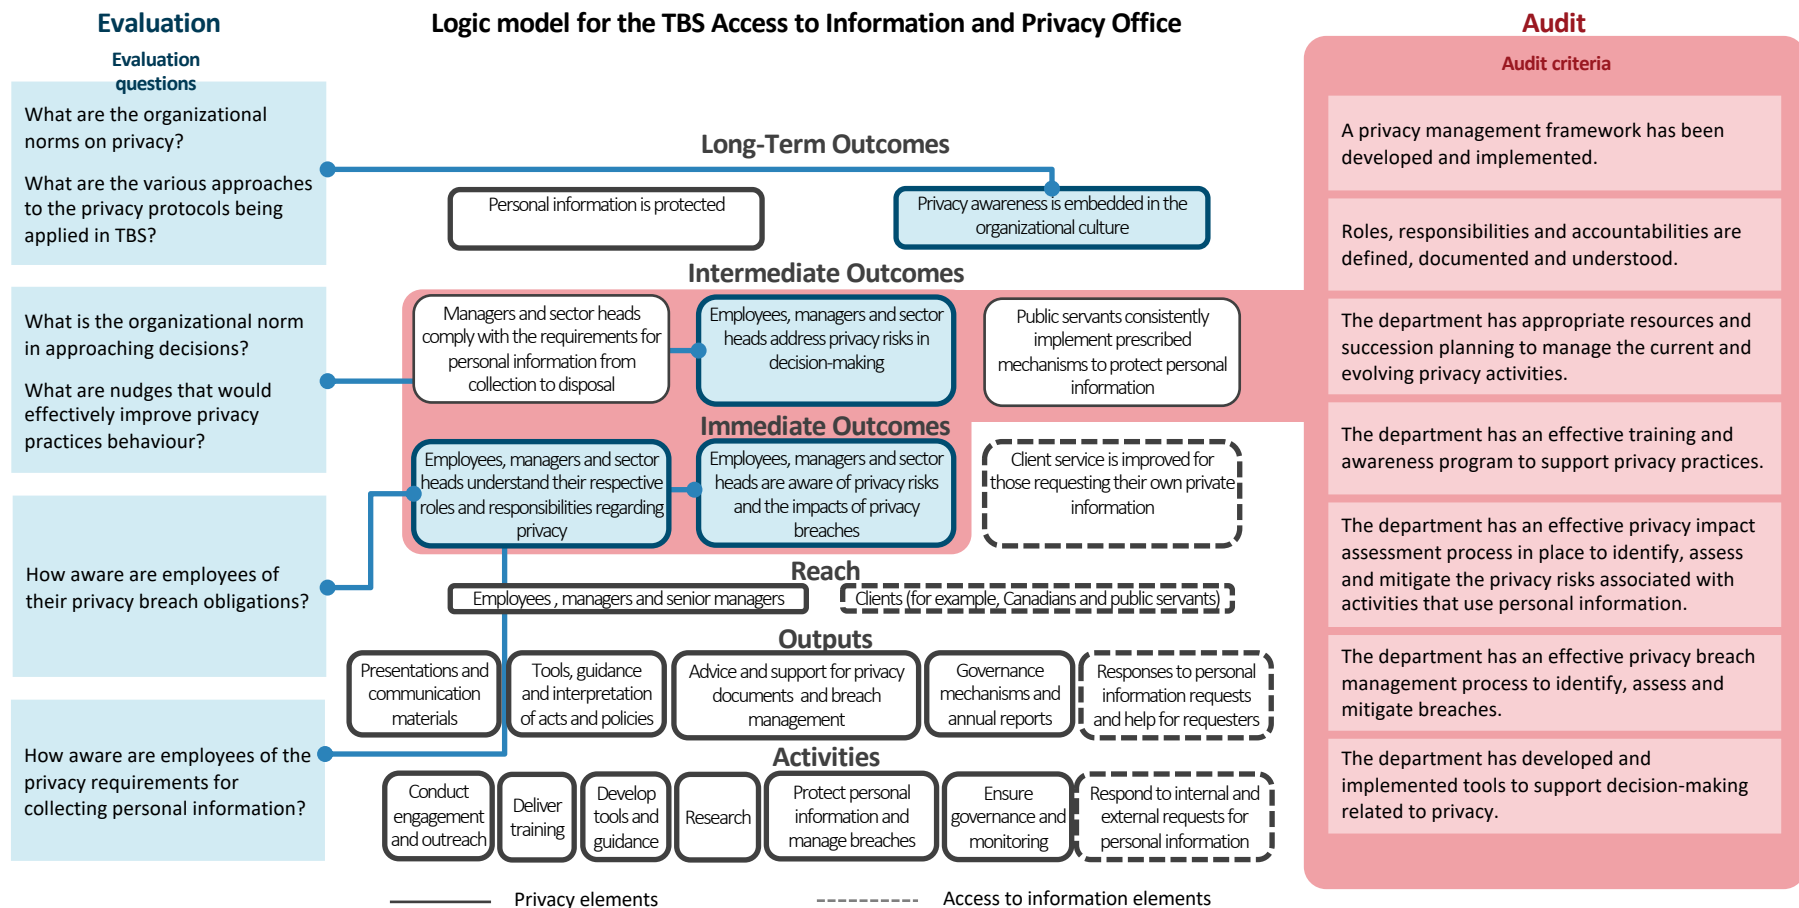 Evaluation
Evaluation
questions
What are the organizational
norms on privacy?
What are the various approaches
to the privacy protocols being
applied in TBS?
What is the organizational norm
in approaching decisions?
What are nudges that would
effectively improve privacy
practices behaviour?
How aware are employees of
their privacy breach obligations?
How aware are employees of the
privacy requirements for
collecting personal information?
Logic model for the TBS Access to Information and Privacy Office
Long-Term Outcomes
Personal information is protected
Privacy awareness is embedded in the
organizational culture
Intermediate Outcomes
Managers and sector heads
comply with the requirements for
personal information from
collection to disposal
Employees, managers and sector
heads address privacy risks in
decision-making
Public servants consistently
implement prescribed
mechanisms to protect personal
information
Immediate Outcomes
Employees, managers and sector
heads understand their respective
roles and responsibilities regarding
privacy
Employees, managers and sector
heads are aware of privacy risks
and the impacts of privacy
breaches
Client service is improved for
those requesting their own private
information
Reach
Employees , managers and senior managers
Clients (for example, Canadians and public servants)
Outputs
Presentations and
communication
materials
Tools, guidance
and interpretation
of acts and policies
Advice and support for privacy
documents and breach
management
Governance
mechanisms and
annual reports
Responses to personal
information requests
and help for requesters
Activities
Conduct
engagement
and outreach
Deliver
training
Develop
tools and
guidance
Research
Protect personal
information and
manage breaches
Ensure
governance and
monitoring
Respond to internal and
external requests for
personal information
Privacy elements
Access to information elements
Audit
Audit criteria
A privacy management framework has been
developed and implemented.
Roles, responsibilities and accountabilities are
defined, documented and understood.
The department has appropriate resources and
succession planning to manage the current and
evolving privacy activities.
The department has an effective training and
awareness program to support privacy practices.
The department has an effective privacy impact
assessment process in place to identify, assess
and mitigate the privacy risks associated with
activities that use personal information.
The department has an effective privacy breach
management process to identify, assess and
mitigate breaches.
The department has developed and
implemented tools to support decision-making
related to privacy.